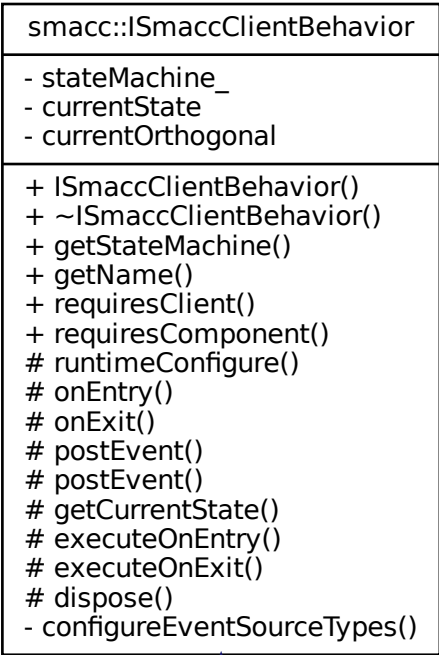 smacc::ISmaccClientBehavior
- stateMachine_
- currentState
- currentOrthogonal
+ ISmaccClientBehavior()
+ ~ISmaccClientBehavior()
+ getStateMachine()
+ getName()
+ requiresClient()
+ requiresComponent()
# runtimeConfigure()
# onEntry()
# onExit()
# postEvent()
# postEvent()
# getCurrentState()
# executeOnEntry()
# executeOnExit()
# dispose()
- configureEventSourceTypes()